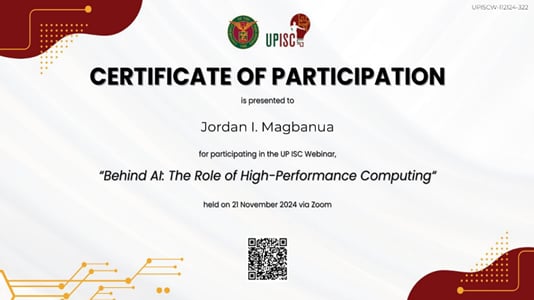 UPISCW-R2124-322
UPISC
CERTIFICATE OF PARTICIPATION
is presented to
Jordan I. Magbanua
for participating in the UP ISC Webinar,
“Behind AI: The Role of High-Performance Computing“
held on 21 November 2024 via Zoom